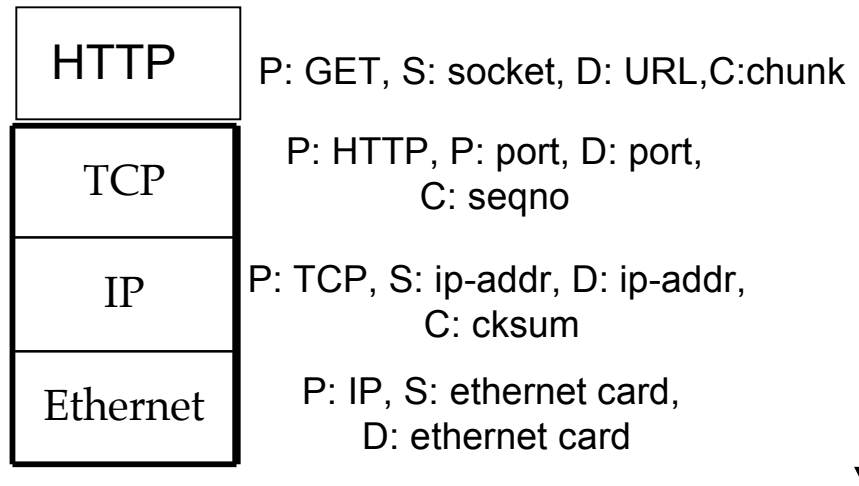 HTTP
P: GET, S: socket, D: URL,C:chunk
TCP
P: HTTP, P: port, D: port,
C: seqno
IP
P: TCP, S: ip-addr, D: ip-addr,
C: cksum
Ethernet
P: IP, S: ethernet card,
D: ethernet card